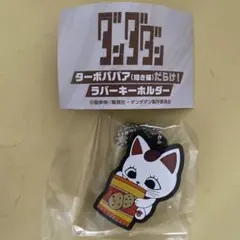 ダンダダン
ターボババア(招き猫)だらけ!
ラバーキーホルダー
©龍幸伸/集英社・ダンダダン製作委員会